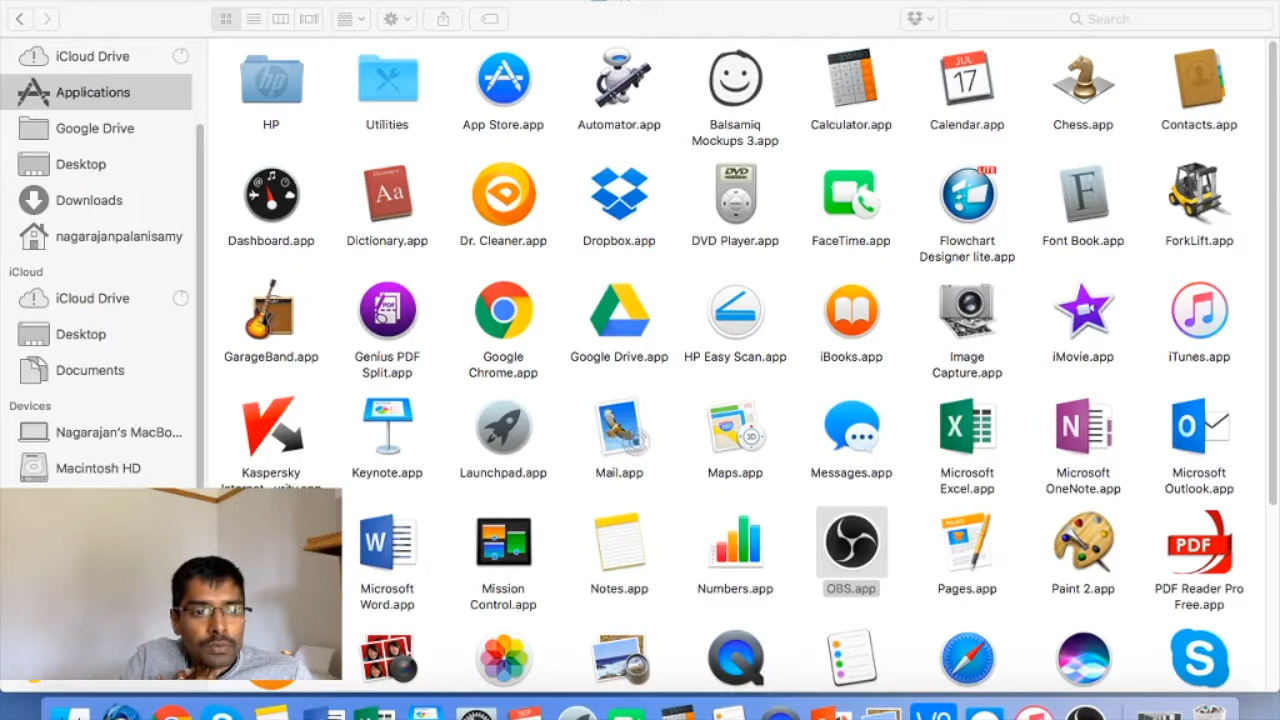 Search
iCloud Drive
Applications
Google Drive
Desktop
Downloads
nagarajanpalanisamy
iCloud
iCloud Drive
Desktop
Documents
Devices
Nagarajan's MacBo...
Macintosh HD
hp
JUL
17
HP
Utilities
App Store.app
Automator.app
Balsamiq
Mockups 3.app
Calculator.app
Calendar.app
Chess.app
Contacts.app
Dictionary
Aa
DVD
LITE
F
Dashboard.app
Dictionary.app
Dr. Cleaner.app
Dropbox.app
DVD Player.app
FaceTime.app
Flowchart
Designer lite.app
Font Book.app
ForkLift.app
PDF
GarageBand.app
Genius PDF
Split.app
Google
Chrome.app
Google Drive.app
HP Easy Scan.app
iBooks.app
Image
Capture.app
iMovie.app
iTunes.app
3D
X
N
O
Kaspersky
Keynote.app
Launchpad.app
Mail.app
Maps.app
Messages.app
Microsoft
Excel.app
Microsoft
OneNote.app
Microsoft
Outlook.app
W
PDF
Microsoft
Word.app
Mission
Control.app
Notes.app
Numbers.app
OBS.app
Pages.app
Paint 2.app
PDF Reader Pro
Free.app
S